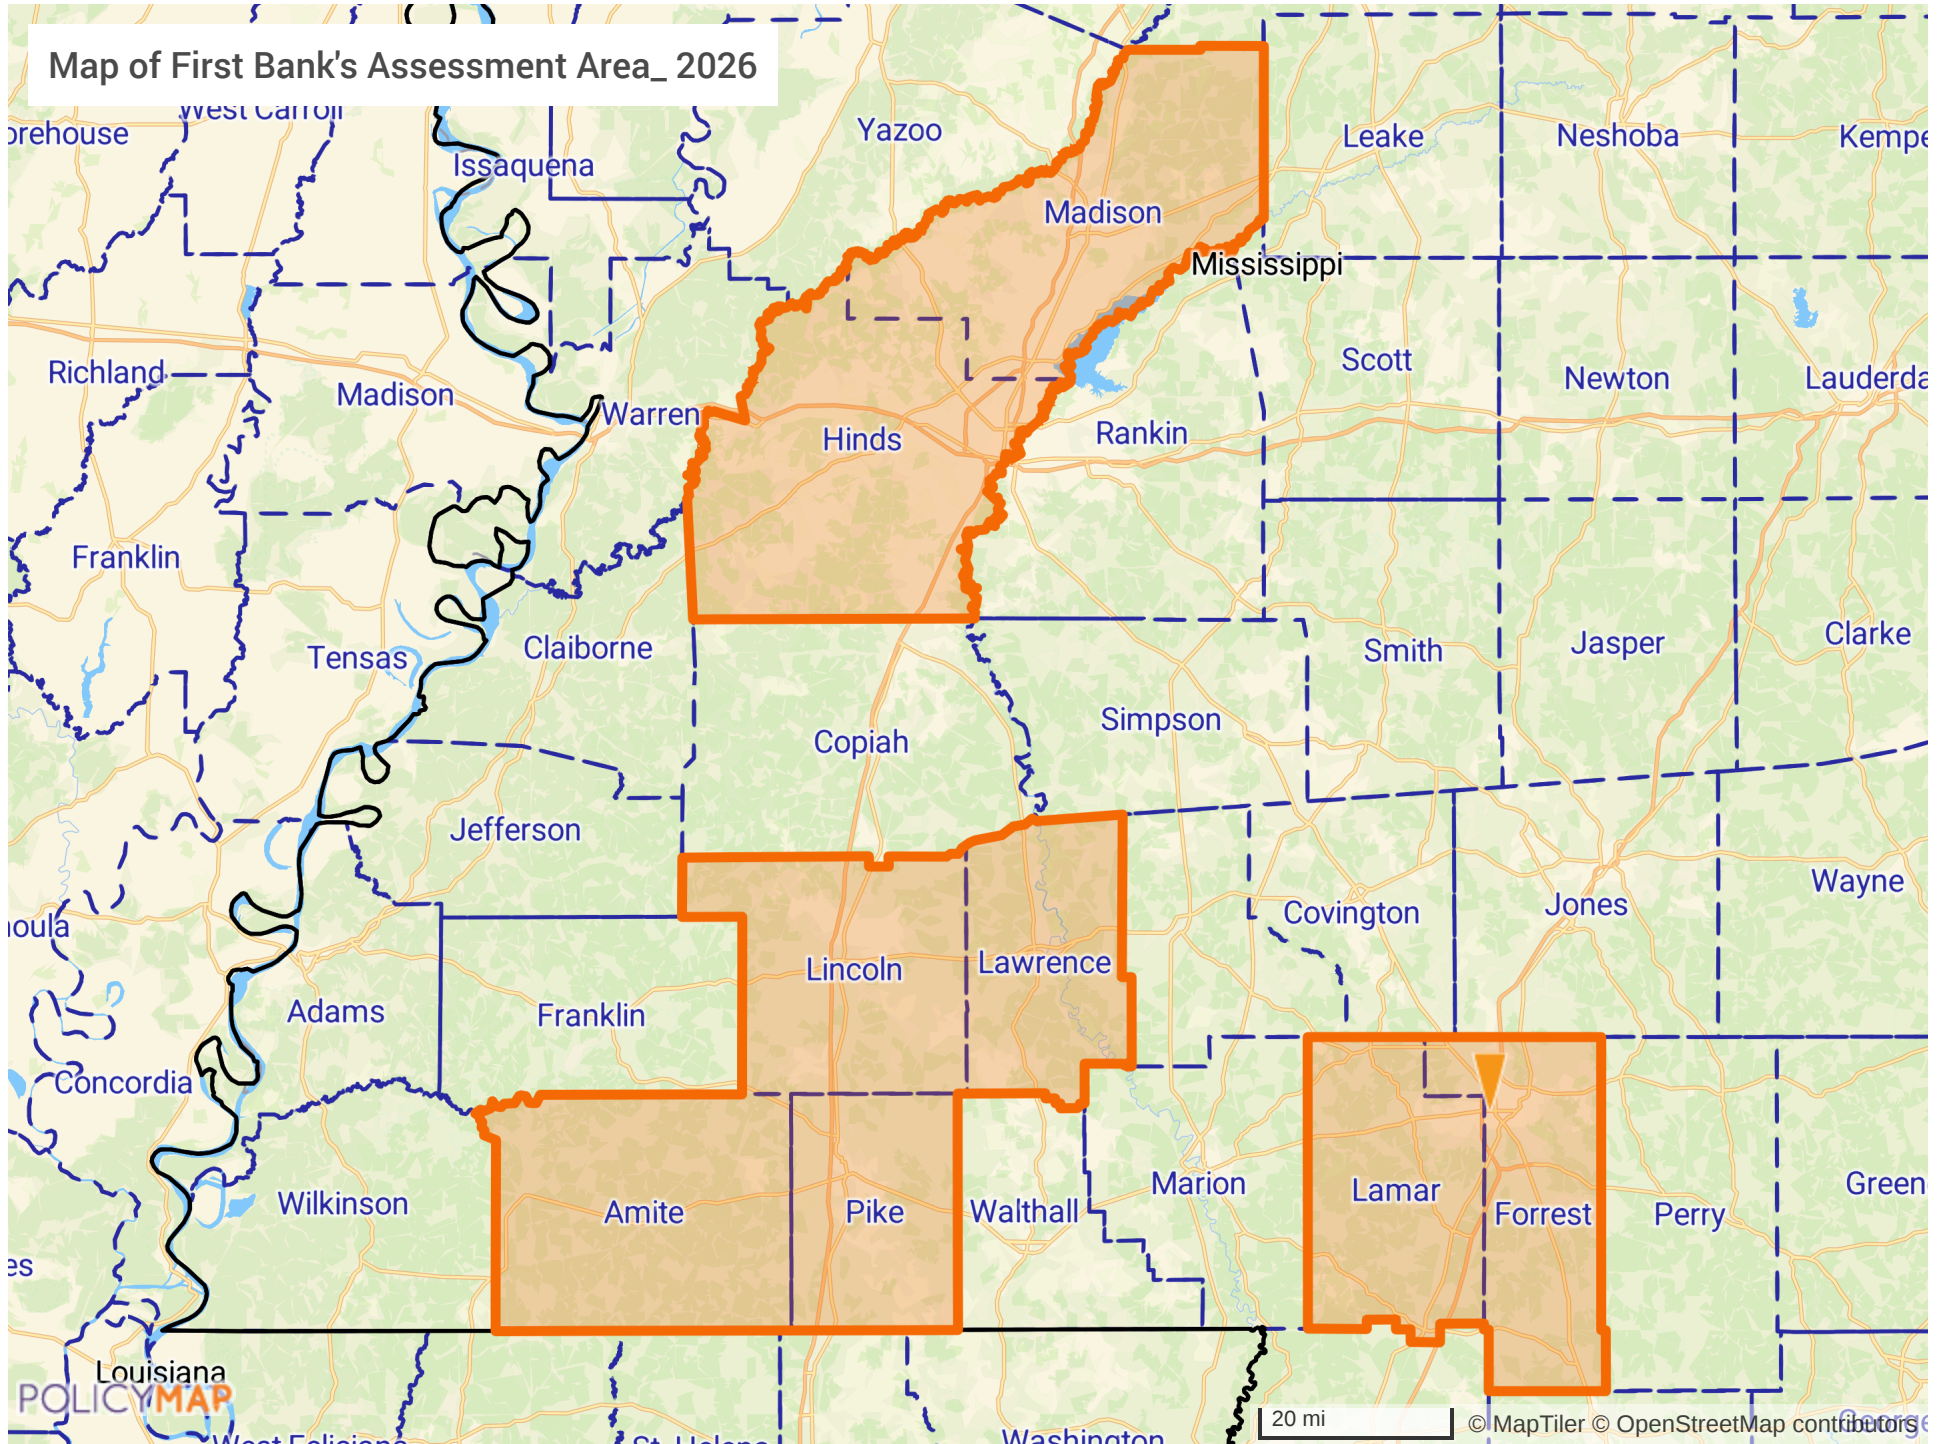 Map of First Bank's Assessment Area_ 2026
West Carroll
orehouse
Yazoo
Leake
Neshoba
Kempe
Issaquena
Madison
Mississippi
Richland
Madison
Warren
Hinds
Rankin
Scott
Newton
Lauderda
Franklin
Tensas
Claiborne
Copiah
Simpson
Smith
Jasper
Clarke
Jefferson
Lincoln
Lawrence
Covington
Jones
Wayne
oula
Adams
Franklin
Concordia
Wilkinson
Amite
Pike
Walthall
Marion
Lamar
Forrest
Perry
Green
es
Louisiana
POLICYMAP
West Feliciana
St. Helena
Washington
20 mi
© MapTiler © OpenStreetMap contributors
George